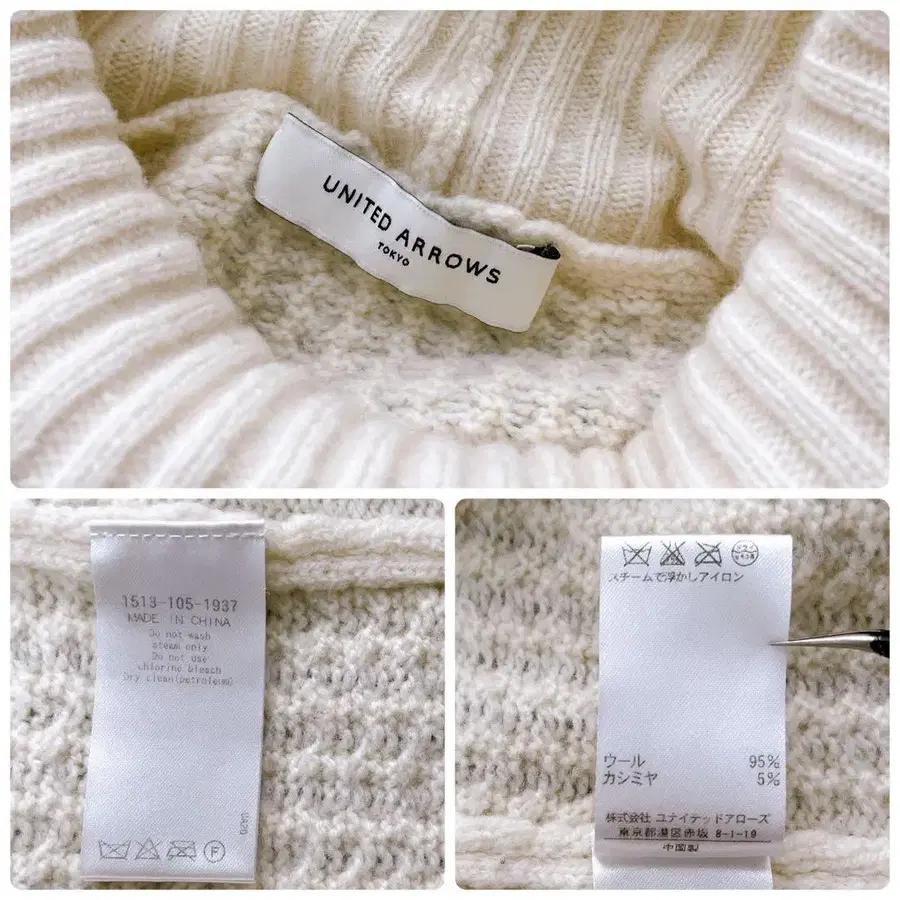 UNITED ARROWS
TOKYO
1513-105-1937
MADE IN CHINA
Do not wash
steam only
Do not use
chlorine bleach
Dry clean(petroleum)
F
スチームで浮かしアイロン
ウール 95%
カシミヤ 5%
株式会社 ユナイテッドアローズ
東京都港区赤坂 8-1-19
中国製